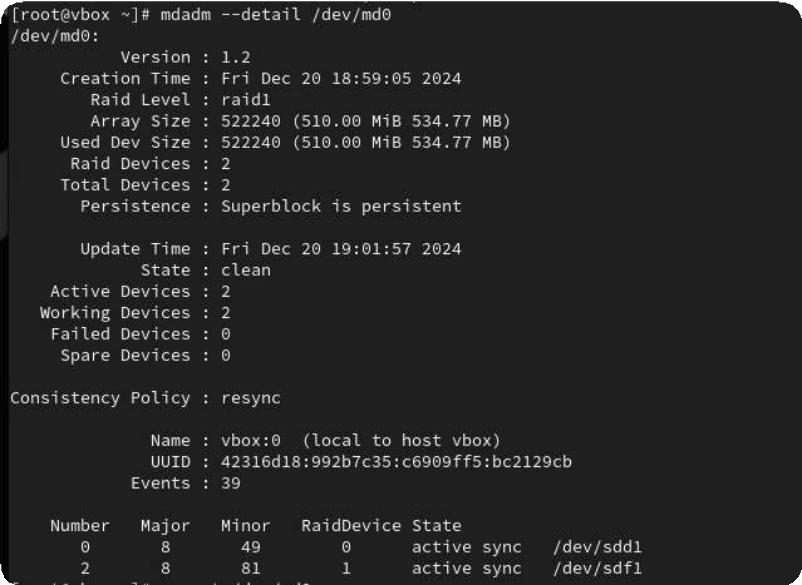 [root@vbox ~]# mdadm --detail /dev/md0
/dev/md0:
Version : 1.2
Creation Time : Fri Dec 20 18:59:05 2024
Raid Level : raid1
Array Size : 522240 (510.00 MiB 534.77 MB)
Used Dev Size : 522240 (510.00 MiB 534.77 MB)
Raid Devices : 2
Total Devices : 2
Persistence : Superblock is persistent
Update Time : Fri Dec 20 19:01:57 2024
State : clean
Active Devices : 2
Working Devices : 2
Failed Devices : 0
Spare Devices : 0
Consistency Policy : resync
Name : vbox:0 (local to host vbox)
UUID : 42316d18:992b7c35:c6909ff5:bc2129cb
Events : 39
Number Major Minor RaidDevice State
0 8 49 0 active sync /dev/sdd1
2 8 81 1 active sync /dev/sdf1